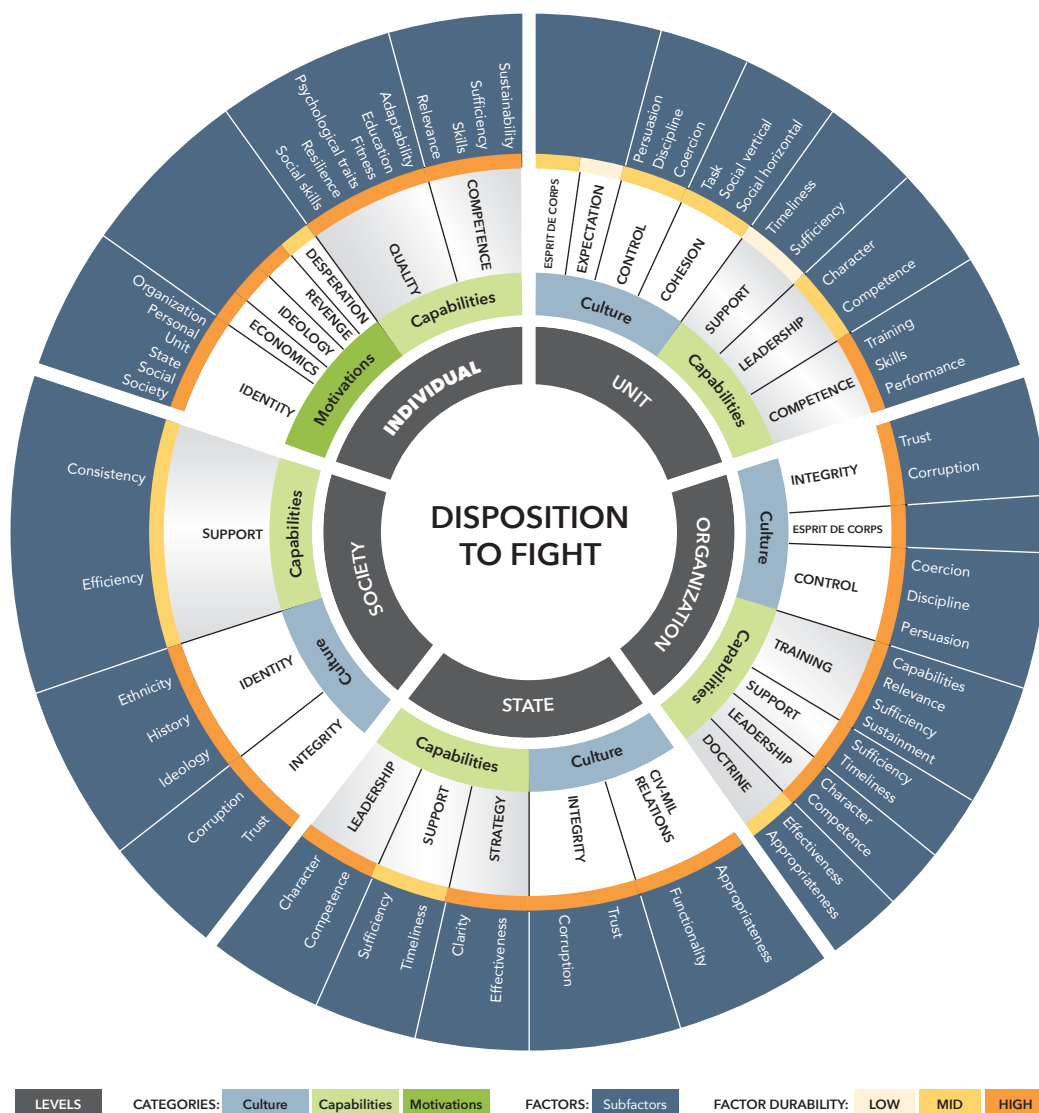 DISPOSITION
TO FIGHT
INDIVIDUAL
Motivations
IDENTITY
Organization
Personal
Unit
State
Social
Society
ECONOMICS
IDEOLOGY
REVENGE
DESPERATION
Capabilities
QUALITY
Psychological traits
Resilience
Social skills
Fitness
Education
Adaptability
COMPETENCE
Relevance
Skills
Sufficiency
Sustainability
UNIT
Culture
ESPRIT DE CORPS
EXPECTATION
CONTROL
Persuasion
Discipline
Coercion
COHESION
Task
Social vertical
Social horizontal
Capabilities
SUPPORT
Timeliness
Sufficiency
LEADERSHIP
Character
Competence
COMPETENCE
Training
Skills
Performance
ORGANIZATION
Culture
INTEGRITY
Trust
Corruption
ESPRIT DE CORPS
CONTROL
Coercion
Discipline
Persuasion
Capabilities
TRAINING
Capabilities
Relevance
Sufficiency
Sustainment
SUPPORT
Sufficiency
Timeliness
LEADERSHIP
Character
Competence
DOCTRINE
Effectiveness
Appropriateness
STATE
Culture
CIV-MIL
RELATIONS
Appropriateness
Functionality
INTEGRITY
Trust
Corruption
Capabilities
STRATEGY
Effectiveness
Clarity
SUPPORT
Timeliness
Sufficiency
LEADERSHIP
Competence
Character
SOCIETY
Culture
INTEGRITY
Trust
Corruption
IDENTITY
Ideology
History
Ethnicity
Capabilities
SUPPORT
Efficiency
Consistency
LEVELS
CATEGORIES: Culture Capabilities Motivations
FACTORS: Subfactors
FACTOR DURABILITY: LOW MID HIGH